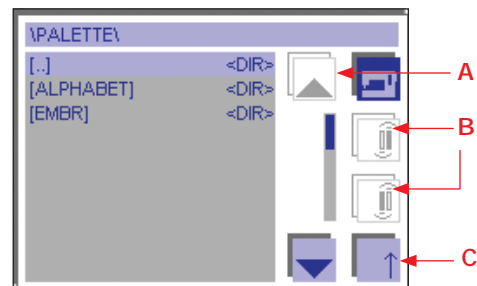 \PALETTE\
[..] <DIR>
[ALPHABET] <DIR>
[EMBR] <DIR>
A
B
C